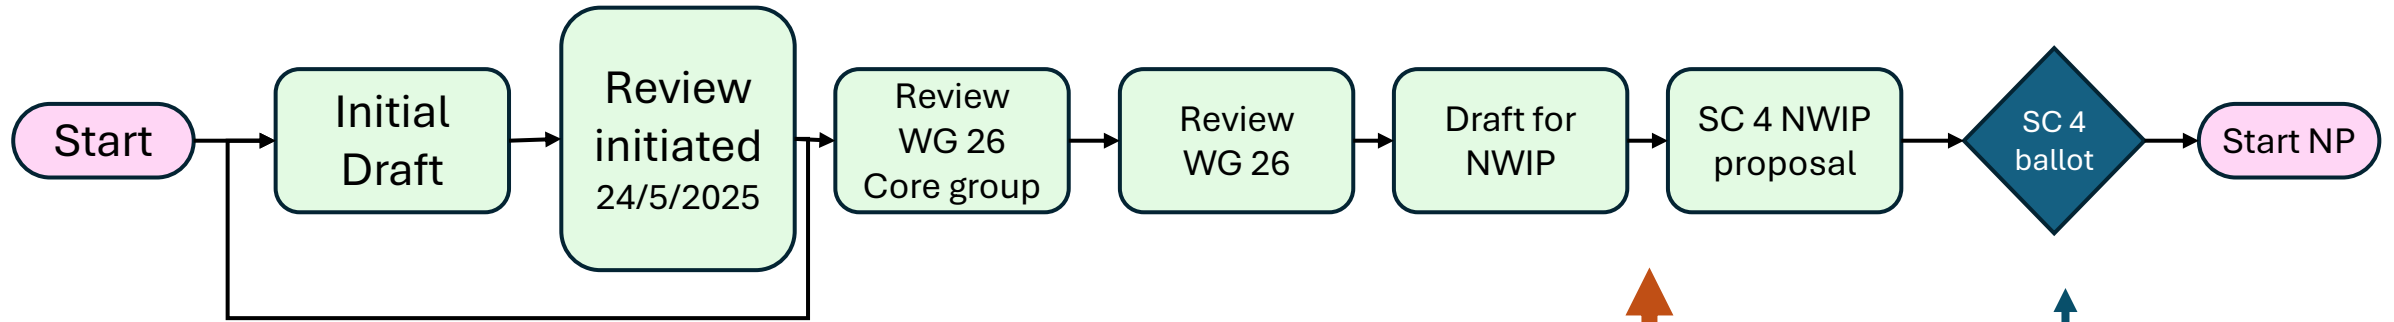 Start
Initial
Draft
Review
initiated
24/5/2025
Review
WG 26
Core group
Review
WG 26
Draft for
NWIP
SC 4 NWIP
proposal
SC 4
ballot
Start NP